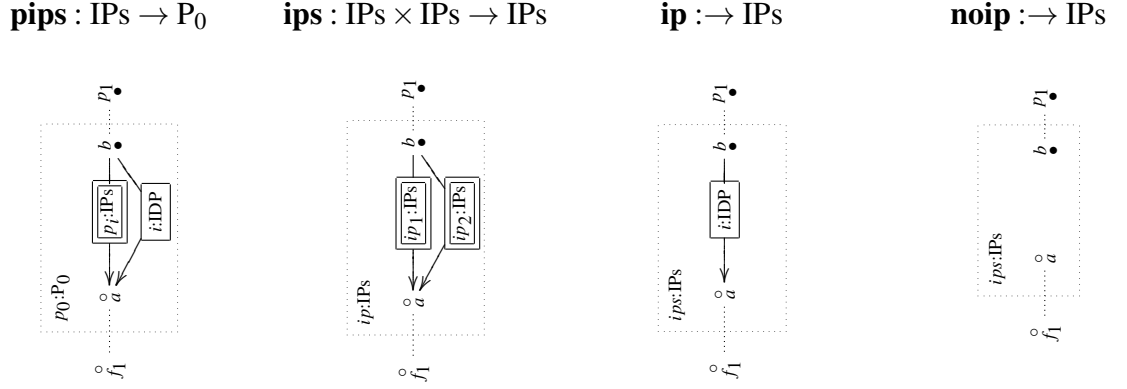 pips : IPs → P₀
ips : IPs × IPs → IPs
ip :→ IPs
noip :→ IPs
p₀:P₀
f₁
a
pᵢ:IPs
i:IDP
b
p₁
ip:IPs
f₁
a
ip₁:IPs
ip₂:IPs
b
p₁
ips:IPs
f₁
a
i:IDP
b
p₁
ips:IPs
f₁
a
b
p₁